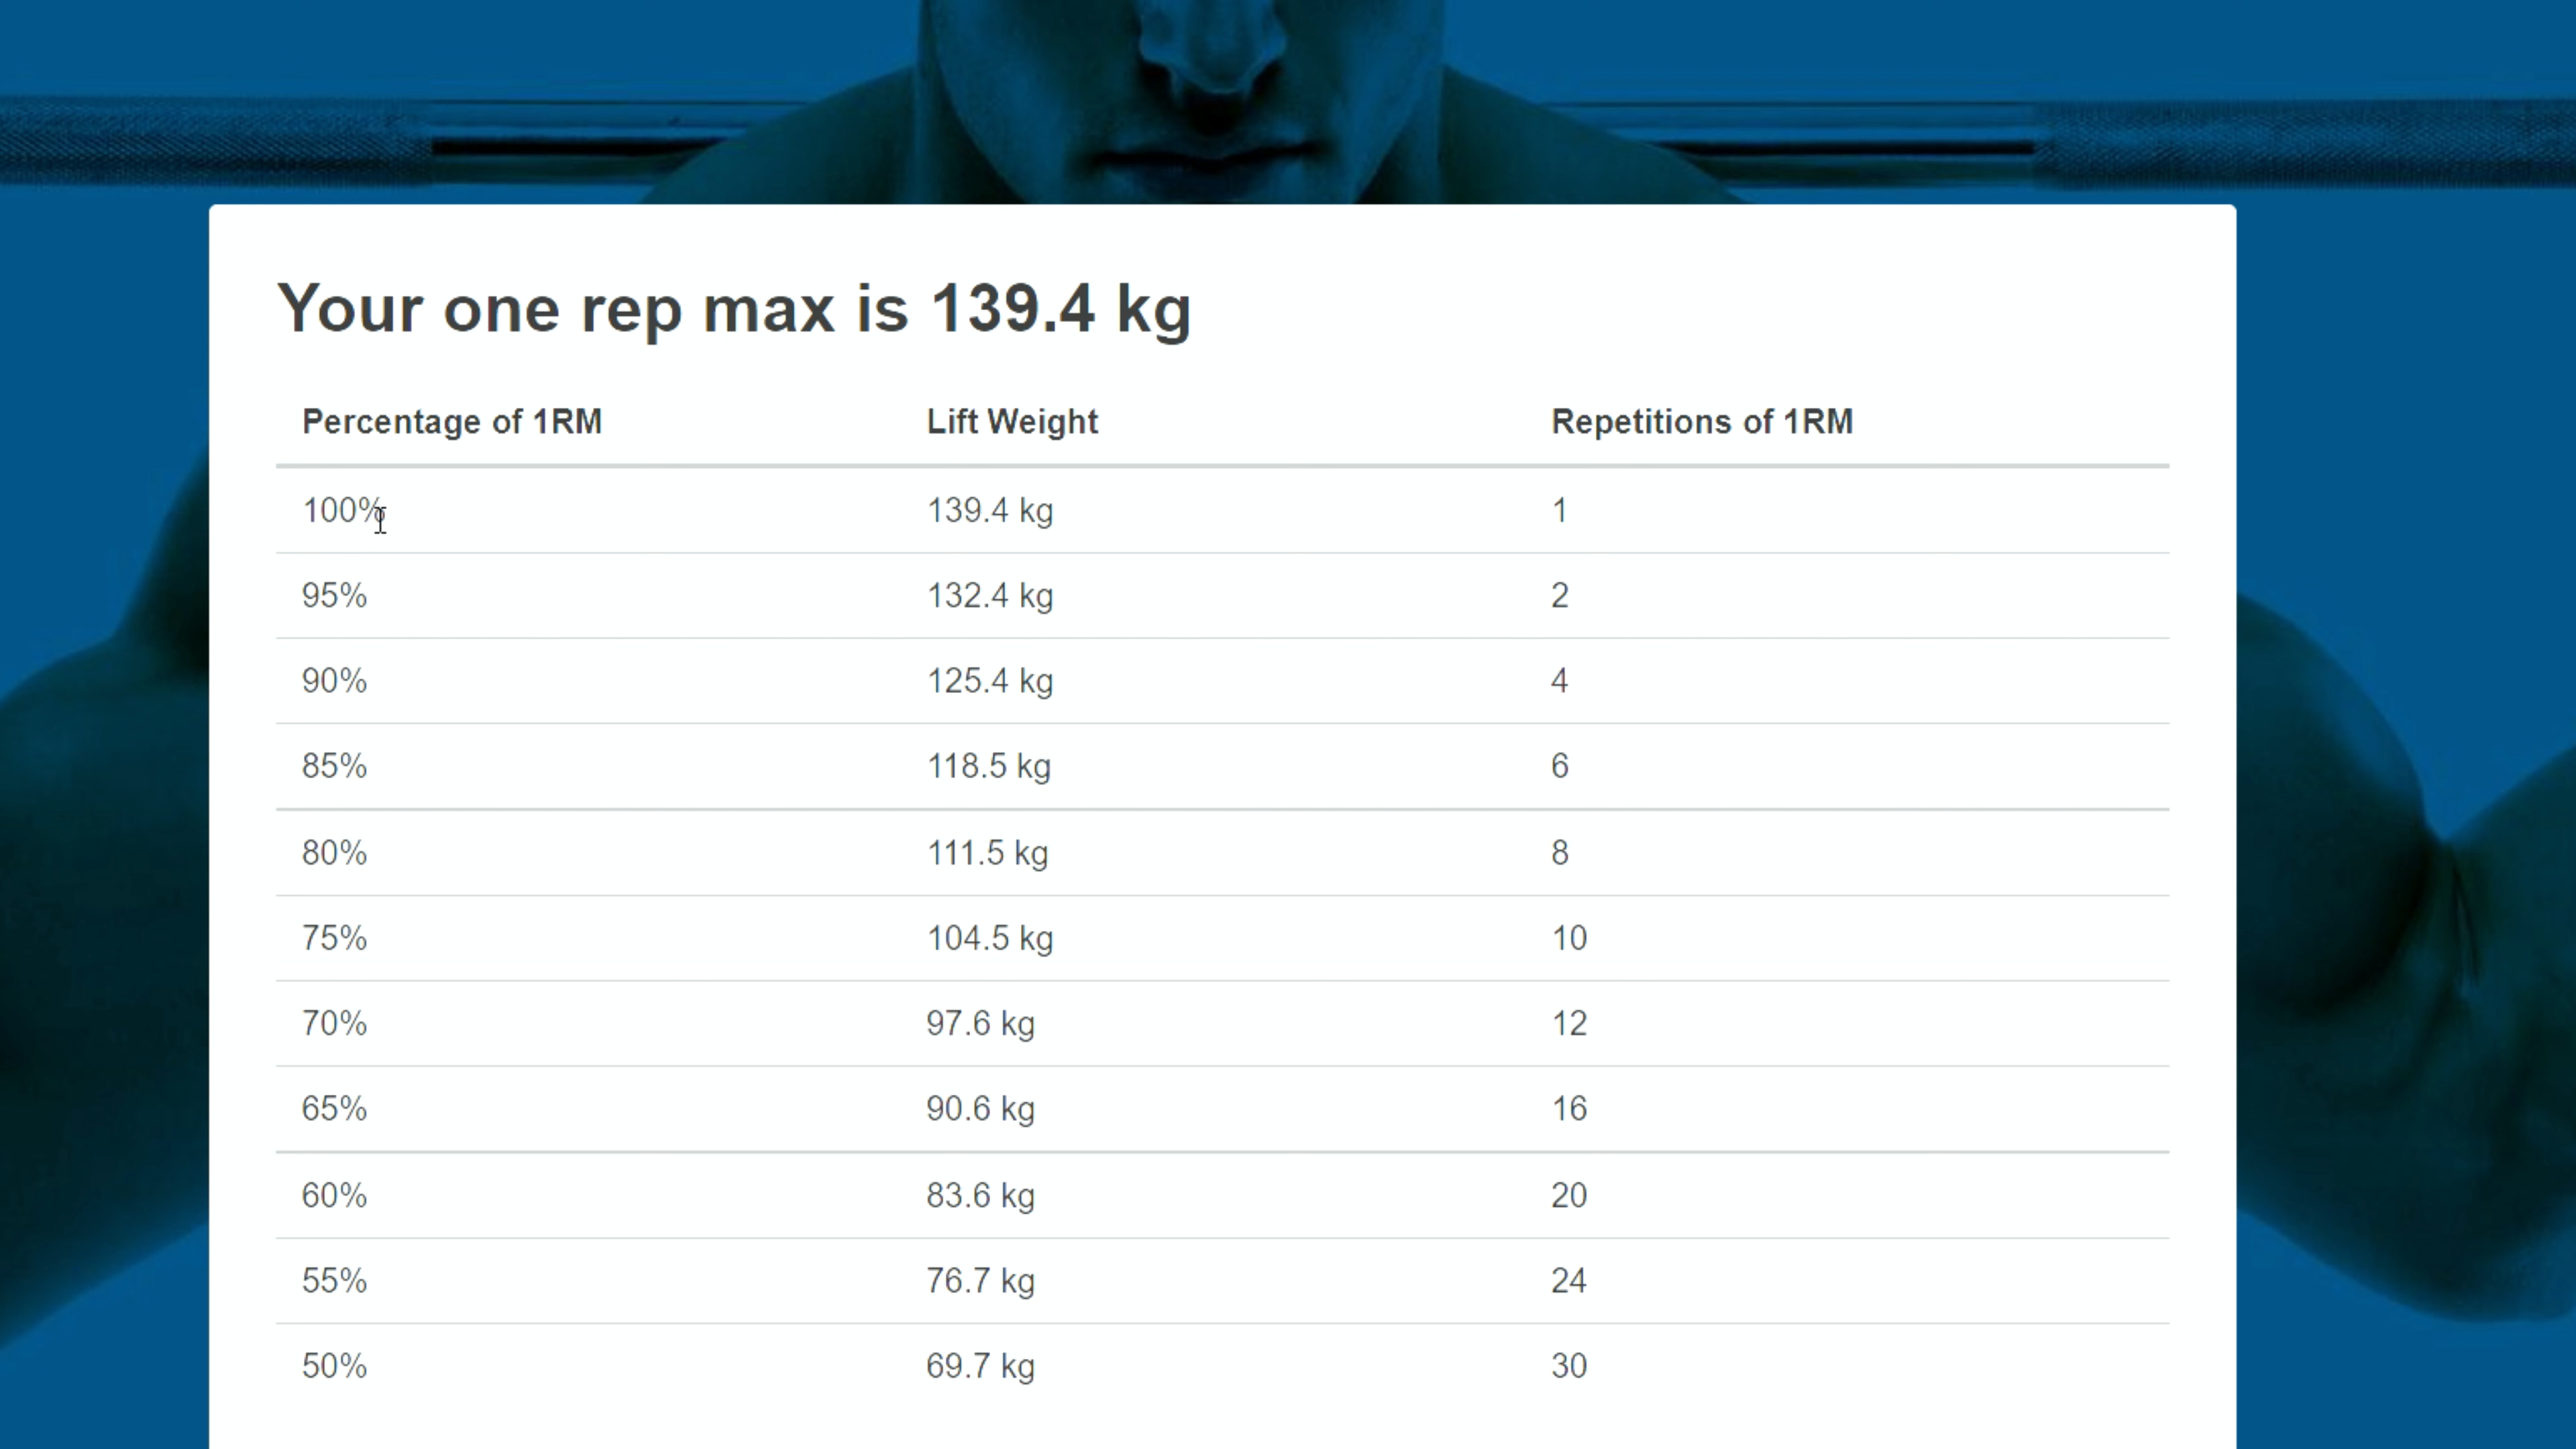 Your one rep max is 139.4 kg
Percentage of 1RM Lift Weight Repetitions of 1RM
100% 139.4 kg 1
95% 132.4 kg 2
90% 125.4 kg 4
85% 118.5 kg 6
80% 111.5 kg 8
75% 104.5 kg 10
70% 97.6 kg 12
65% 90.6 kg 16
60% 83.6 kg 20
55% 76.7 kg 24
50% 69.7 kg 30